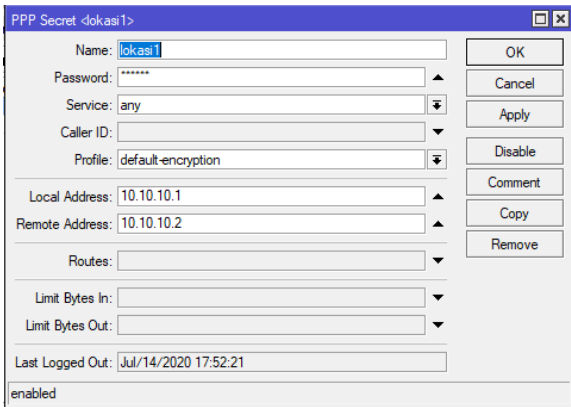 PPP Secret <lokasi1>
Name: lokasi1
OK
Password: ******
Cancel
Service: any
Apply
Caller ID:
Profile: default-encryption
Disable
Comment
Local Address: 10.10.10.1
Copy
Remote Address: 10.10.10.2
Remove
Routes:
Limit Bytes In:
Limit Bytes Out:
Last Logged Out: Jul/14/2020 17:52:21
enabled